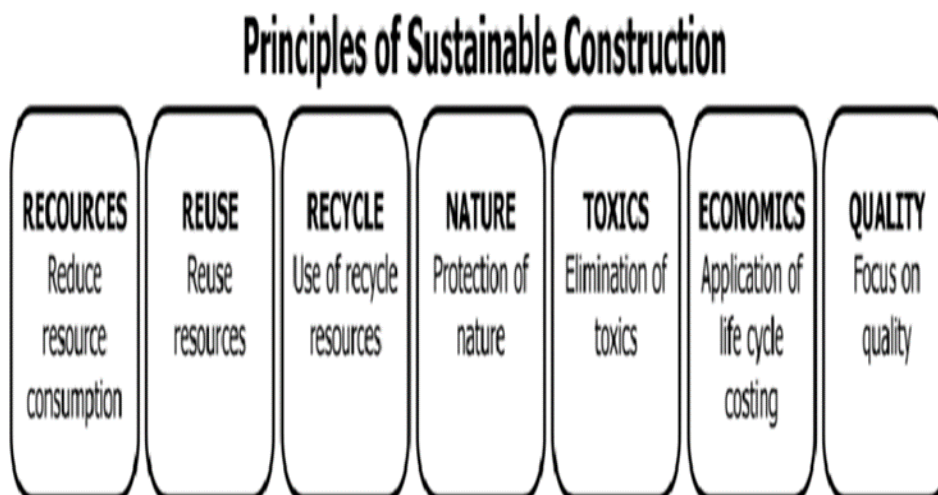 Principles of Sustainable Construction
RECOURCES
Reduce
resource
consumption
REUSE
Reuse
resources
RECYCLE
Use of recycle
resources
NATURE
Protection of
nature
TOXICS
Elimination of
toxics
ECONOMICS
Application of
life cycle
costing
QUALITY
Focus on
quality